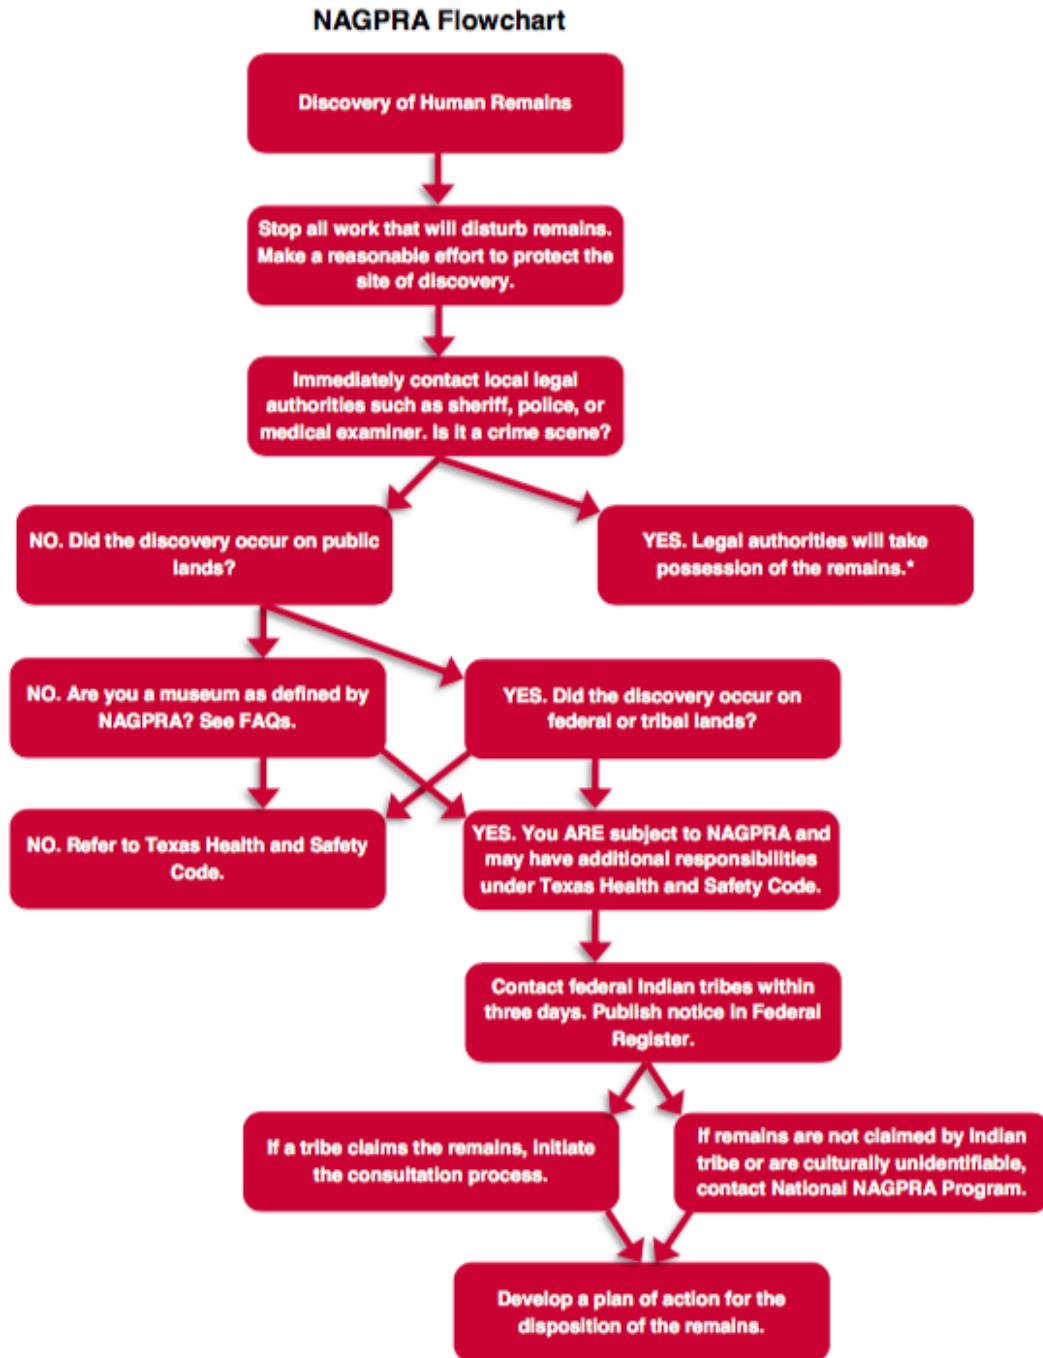 NAGPRA Flowchart
Discovery of Human Remains
Stop all work that will disturb remains.
Make a reasonable effort to protect the
site of discovery.
Immediately contact local legal
authorities such as sheriff, police, or
medical examiner. Is it a crime scene?
NO. Did the discovery occur on public
lands?
YES. Legal authorities will take
possession of the remains.*
NO. Are you a museum as defined by
NAGPRA? See FAQs.
YES. Did the discovery occur on
federal or tribal lands?
NO. Refer to Texas Health and Safety
Code.
YES. You ARE subject to NAGPRA and
may have additional responsibilities
under Texas Health and Safety Code.
Contact federal Indian tribes within
three days. Publish notice in Federal
Register.
If a tribe claims the remains, initiate
the consultation process.
If remains are not claimed by Indian
tribe or are culturally unidentifiable,
contact National NAGPRA Program.
Develop a plan of action for the
disposition of the remains.